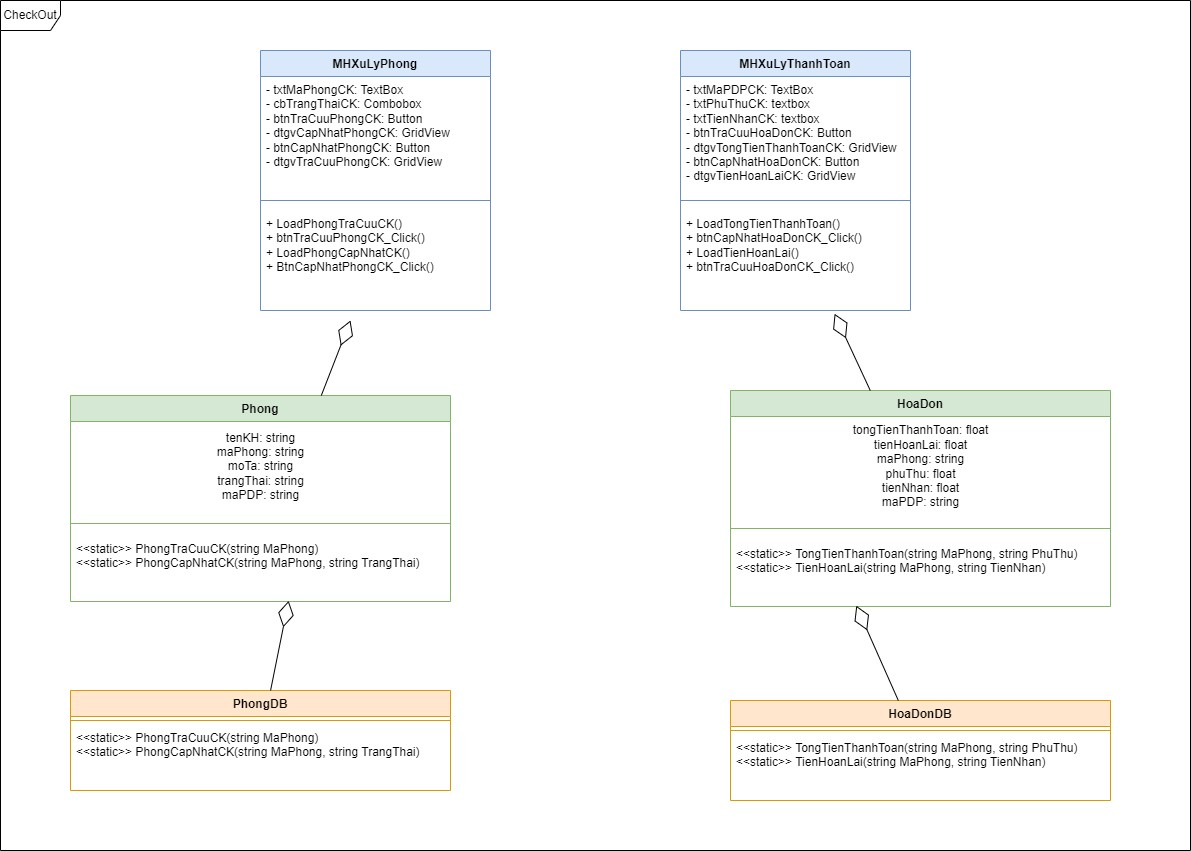 CheckOut
MHXuLyPhong
- txtMaPhongCK: TextBox
- cbTrangThaiCK: Combobox
- btnTraCuuPhongCK: Button
- dtgvCapNhatPhongCK: GridView
- btnCapNhatPhongCK: Button
- dtgvTraCuuPhongCK: GridView
+ LoadPhongTraCuuCK()
+ btnTraCuuPhongCK_Click()
+ LoadPhongCapNhatCK()
+ BtnCapNhatPhongCK_Click()
MHXuLyThanhToan
- txtMaPDPCK: TextBox
- txtPhuThuCK: textbox
- txtTienNhanCK: textbox
- btnTraCuuHoaDonCK: Button
- dtgvTongTienThanhToanCK: GridView
- btnCapNhatHoaDonCK: Button
- dtgvTienHoanLaiCK: GridView
+ LoadTongTienThanhToan()
+ btnCapNhatHoaDonCK_Click()
+ LoadTienHoanLai()
+ btnTraCuuHoaDonCK_Click()
Phong
tenKH: string
maPhong: string
moTa: string
trangThai: string
maPDP: string
<<static>> PhongTraCuuCK(string MaPhong)
<<static>> PhongCapNhatCK(string MaPhong, string TrangThai)
HoaDon
tongTienThanhToan: float
tienHoanLai: float
maPhong: string
phuThu: float
tienNhan: float
maPDP: string
<<static>> TongTienThanhToan(string MaPhong, string PhuThu)
<<static>> TienHoanLai(string MaPhong, string TienNhan)
PhongDB
<<static>> PhongTraCuuCK(string MaPhong)
<<static>> PhongCapNhatCK(string MaPhong, string TrangThai)
HoaDonDB
<<static>> TongTienThanhToan(string MaPhong, string PhuThu)
<<static>> TienHoanLai(string MaPhong, string TienNhan)